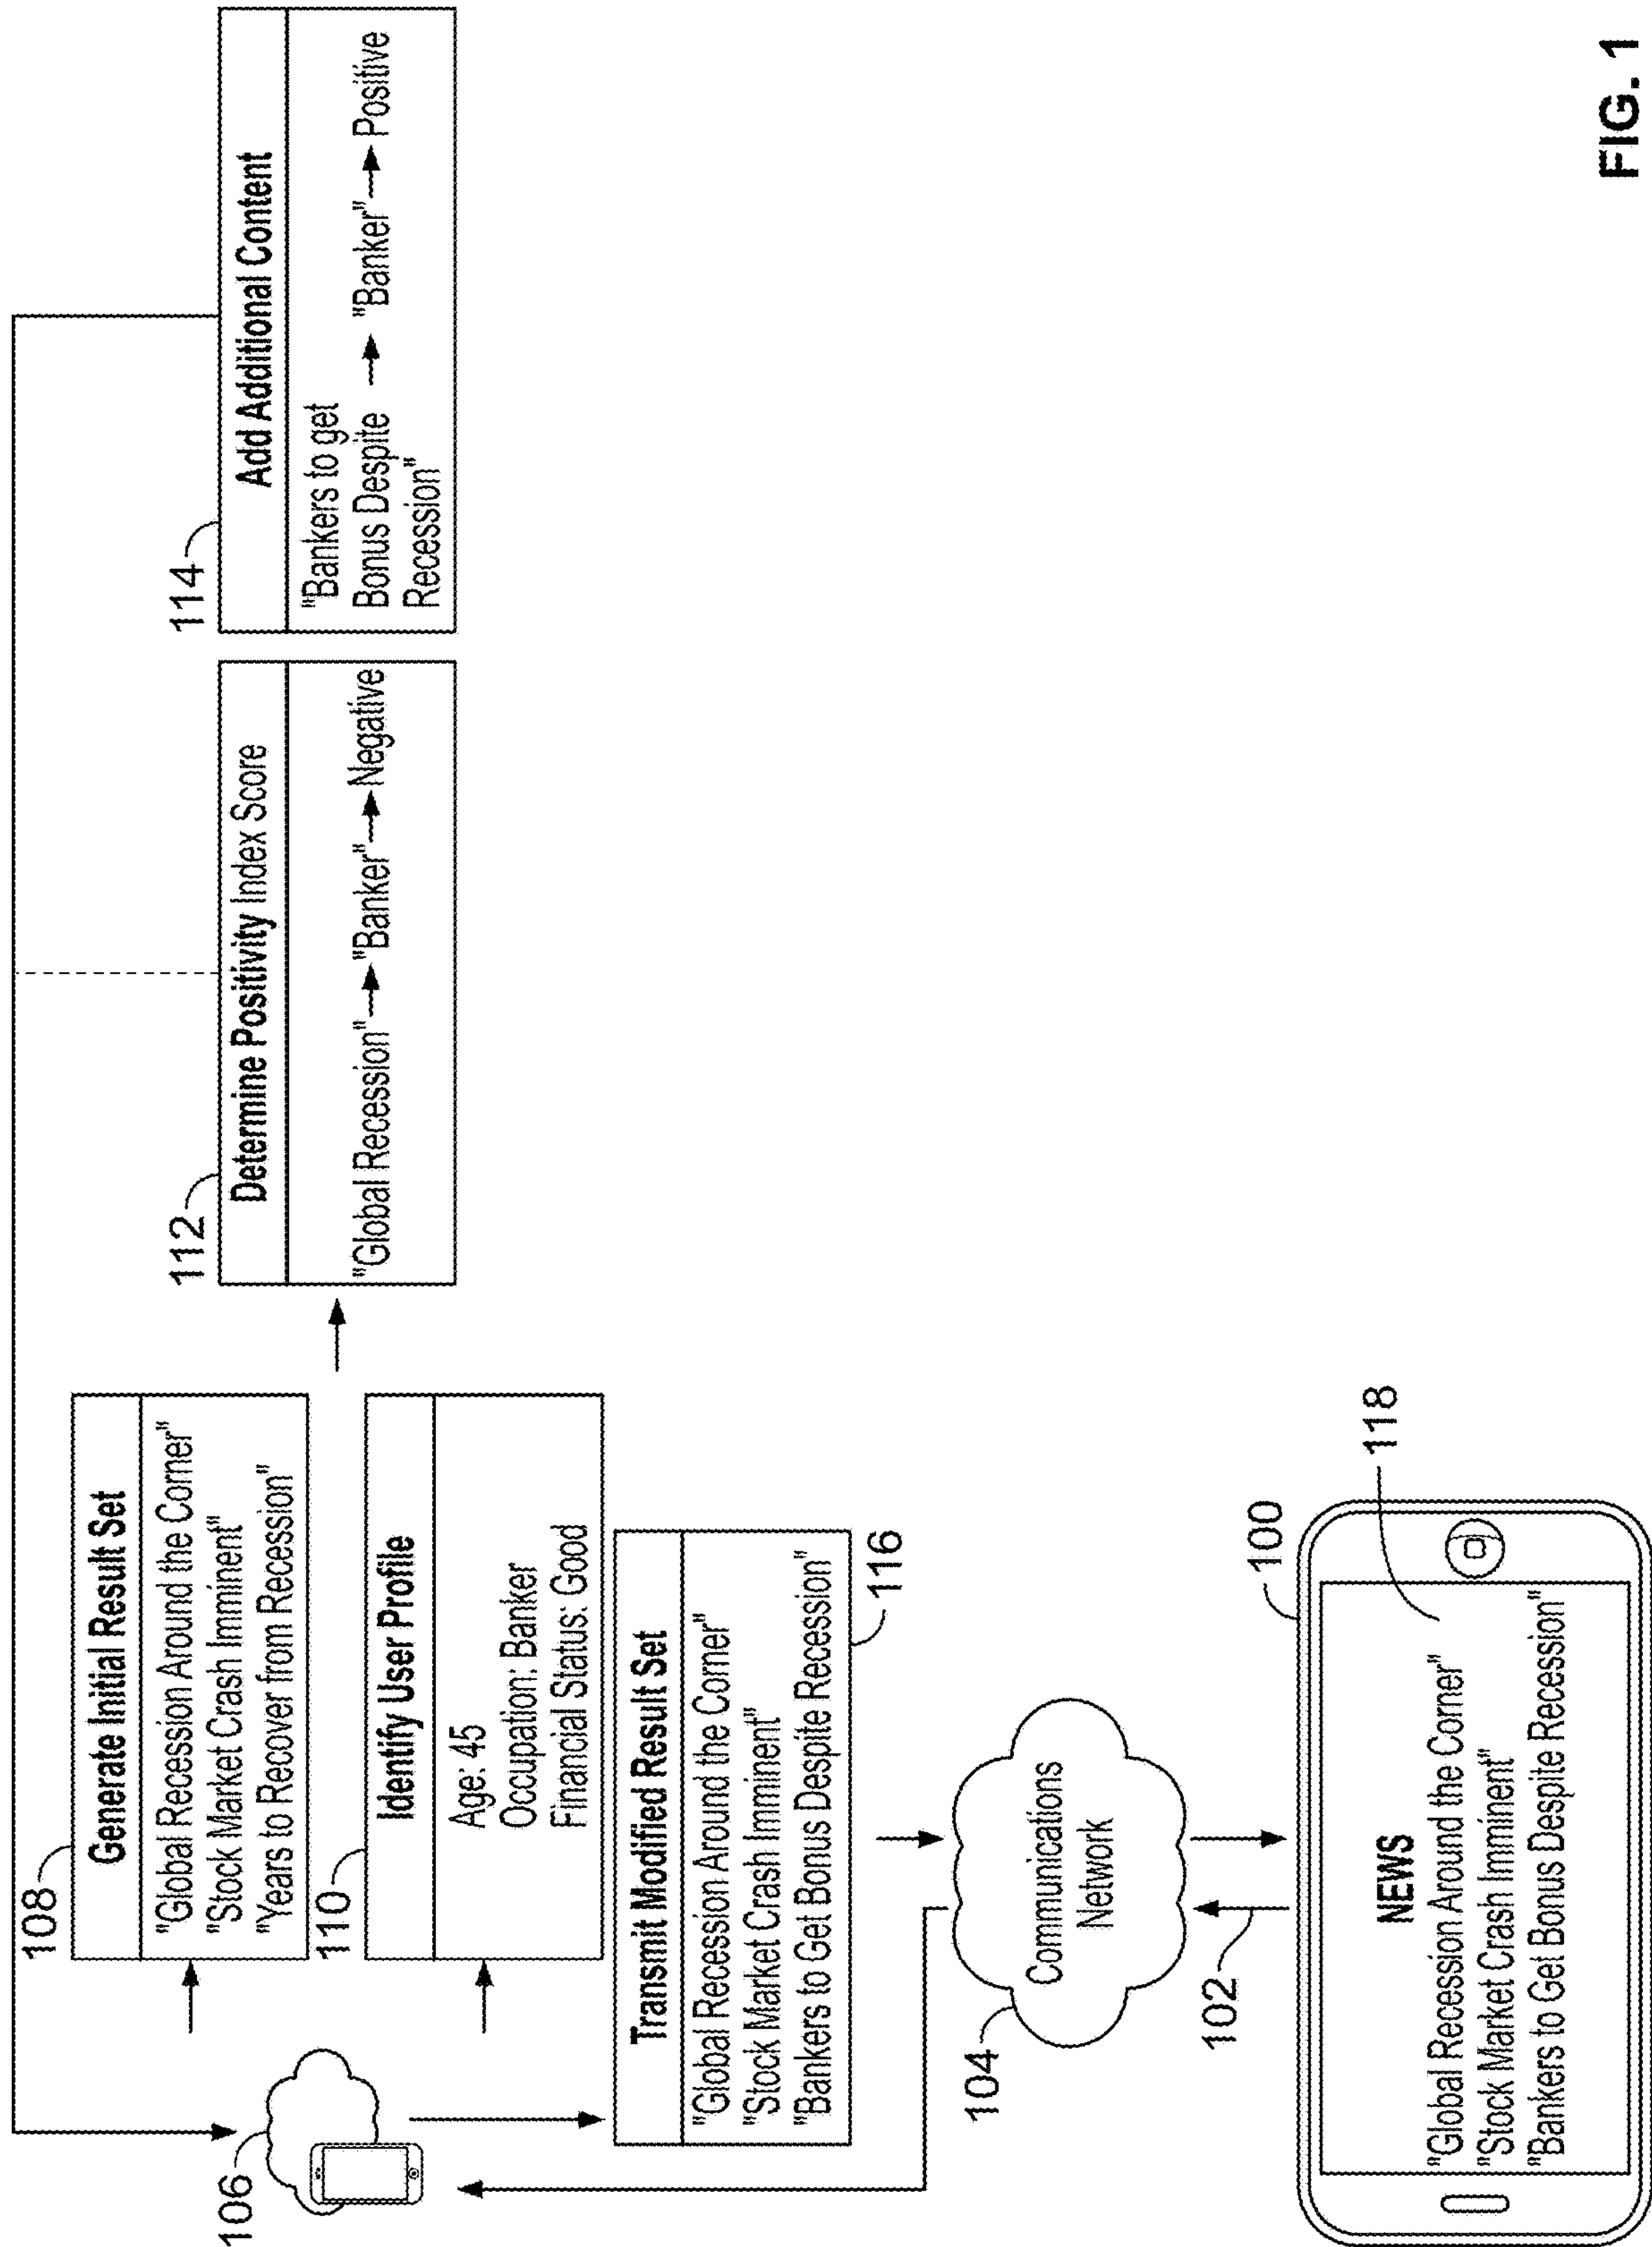 108
Generate Initial Result Set
"Global Recession Around the Corner"
"Stock Market Crash Imminent"
"Years to Recover from Recession"
110
Identify User Profile
Age: 45
Occupation: Banker
Financial Status: Good
112
Determine Positivity Index Score
"Global Recession"
"Banker"
Negative
114
Add Additional Content
"Bankers to get
Bonus Despite
Recession"
"Banker"
Positive
106
Transmit Modified Result Set
"Global Recession Around the Corner"
"Stock Market Crash Imminent"
"Bankers to Get Bonus Despite Recession"
116
104
Communications
Network
102
100
118
NEWS
"Global Recession Around the Corner"
"Stock Market Crash Imminent"
"Bankers to Get Bonus Despite Recession"
FIG. 1